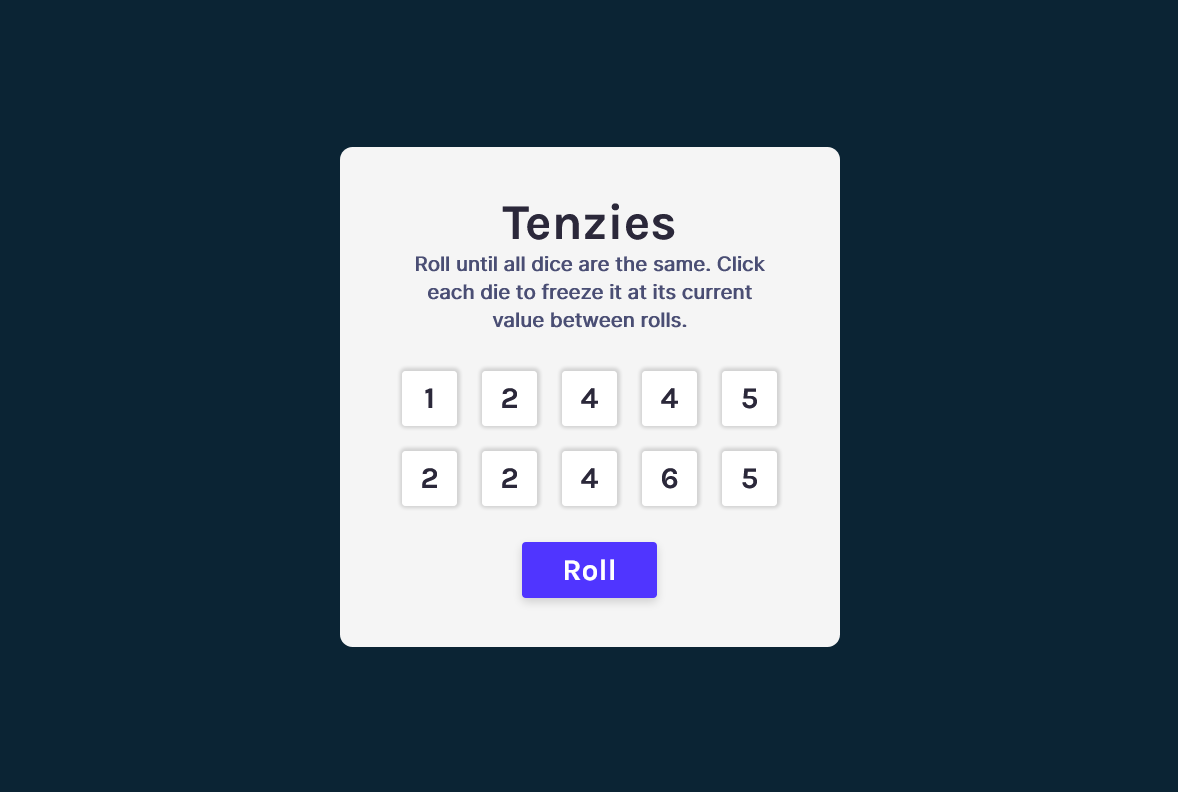 Tenzies
Roll until all dice are the same. Click
each die to freeze it at its current
value between rolls.
1 2 4 4 5
2 2 4 6 5
Roll